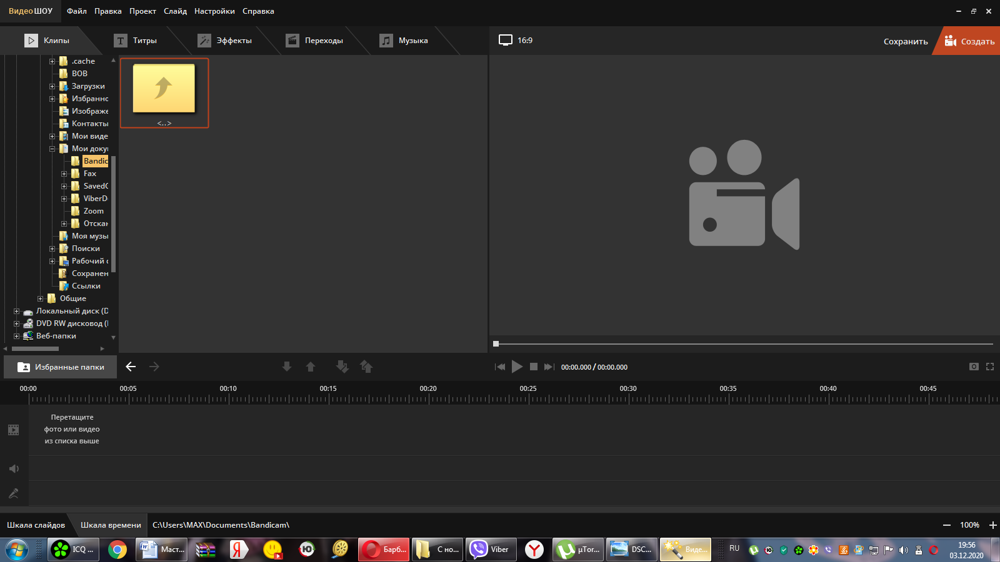 ВидеоШОУ Файл Правка Проект Слайд Настройки Справка
Клипы Титры Эффекты Переходы Музыка 16:9 Сохранить Создать
.cache
BOB
Загрузки
Избранно
Изображе
Контакты
Мои виде
Мои доку
Bandic
Fax
SavedG
ViberD
Zoom
Отскан
Моя музы
Поиски
Рабочий с
Сохранен
Ссылки
Общие
Локальный диск (D
DVD RW дисковод (
Веб-папки
<..>
Избранные папки
00:00.000 / 00:00.000
00:00 00:05 00:10 00:15 00:20 00:25 00:30 00:35 00:40 00:45
Перетащите
фото или видео
из списка выше
Шкала слайдов Шкала времени C:\Users\MAX\Documents\Bandicam\ 100%
ICQ ... Маст... Барб... С но... Viber µTor... DSC... Виде... RU
19:56
03.12.2020